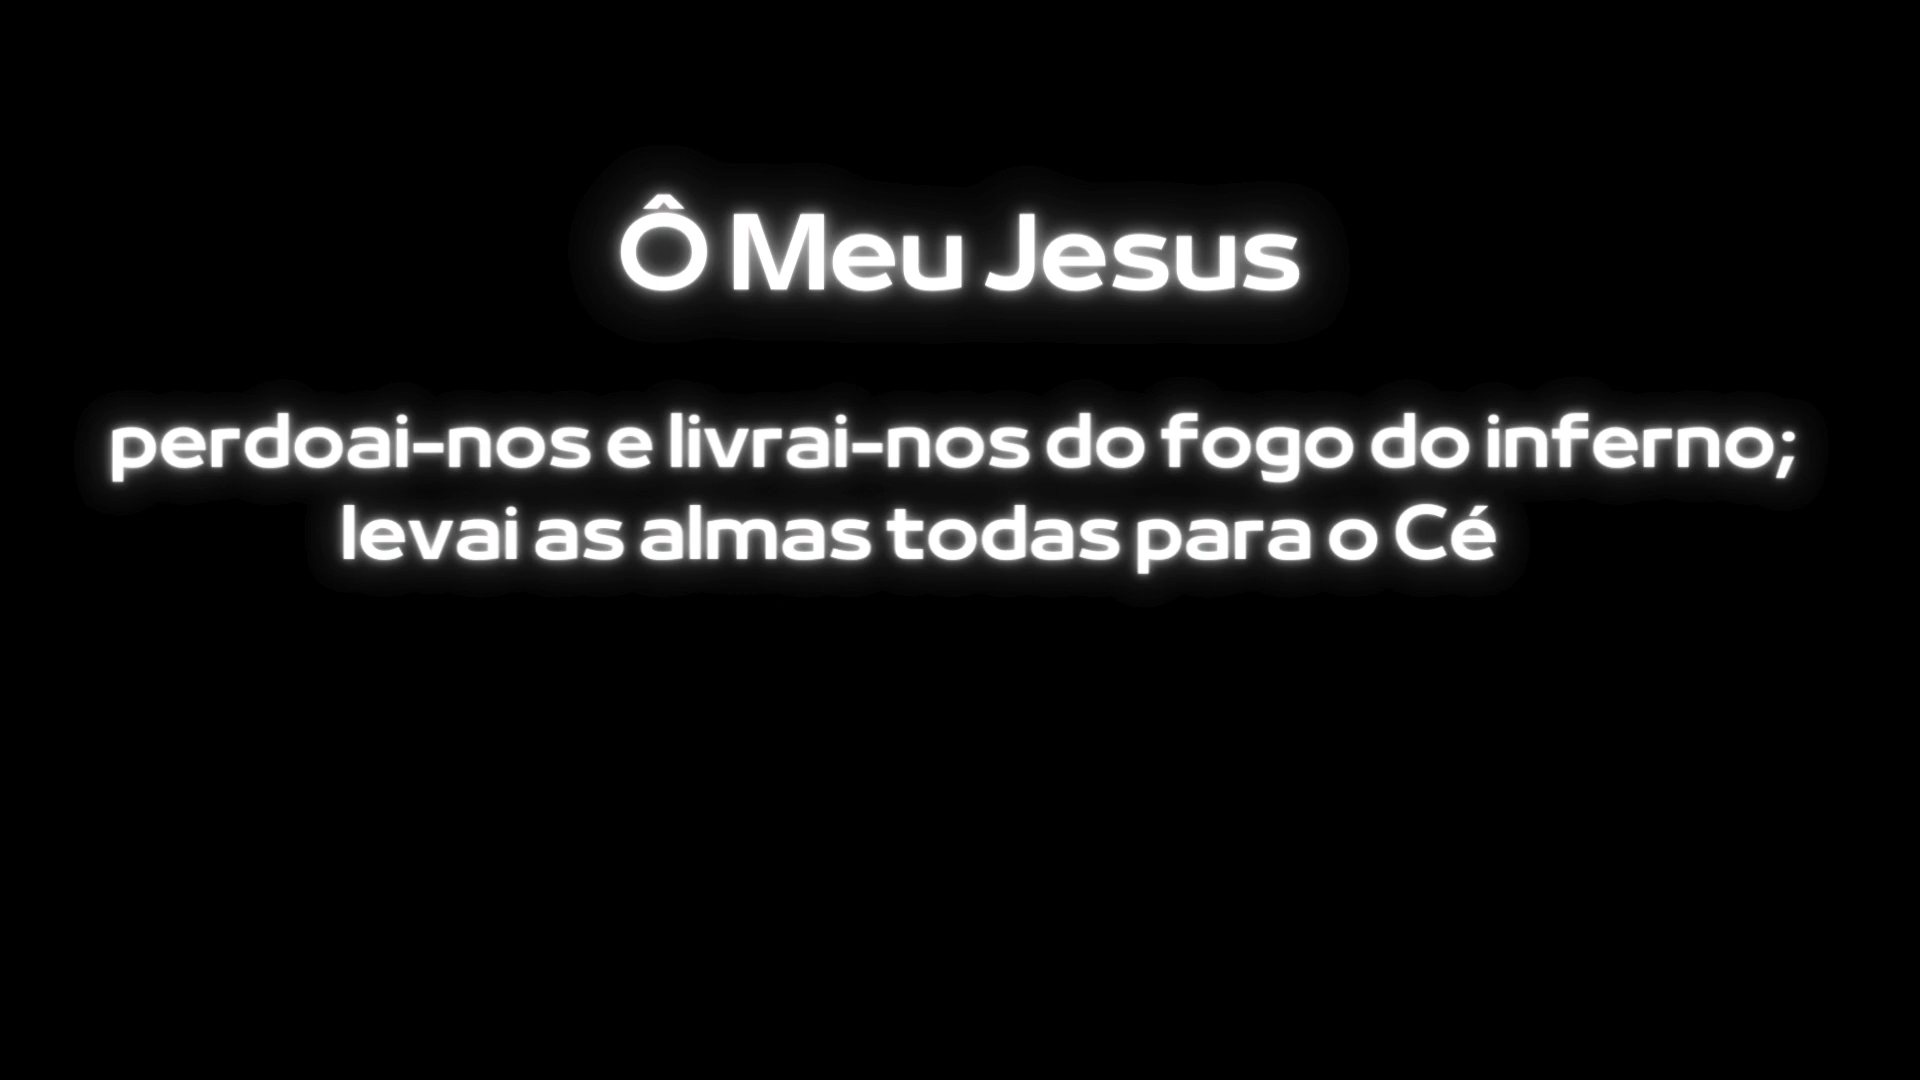 Ô Meu Jesus
perdoai-nos e livrai-nos do fogo do inferno;
levai as almas todas para o Cé